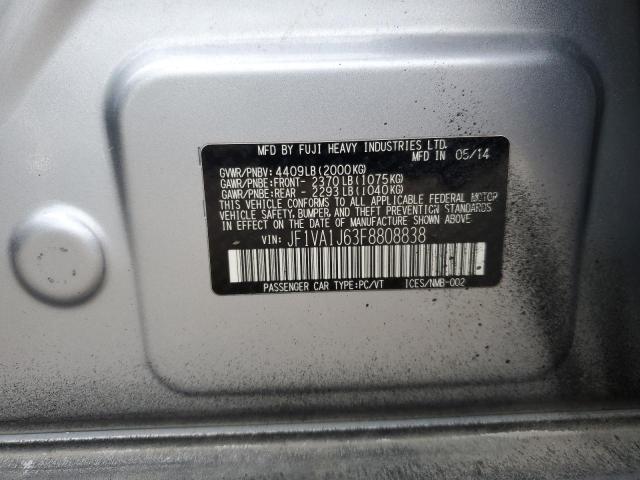 MFD BY FUJI HEAVY INDUSTRIES LTD.
MFD IN 05/14
GVWR/PNBV: 4409LB(2000KG)
GAWR/PNBE:FRONT- 2370LB(1075KG)
GAWR/PNBE:REAR - 2293LB(1040KG)
THIS VEHICLE CONFORMS TO ALL APPLICABLE FEDERAL MOTOR
VEHICLE SAFETY, BUMPER, AND THEFT PREVENTION STANDARDS
IN EFFECT ON THE DATE OF MANUFACTURE SHOWN ABOVE.
VIN: JF1VA1J63F8808838
PASSENGER CAR TYPE:PC/VT ICES/NMB-002